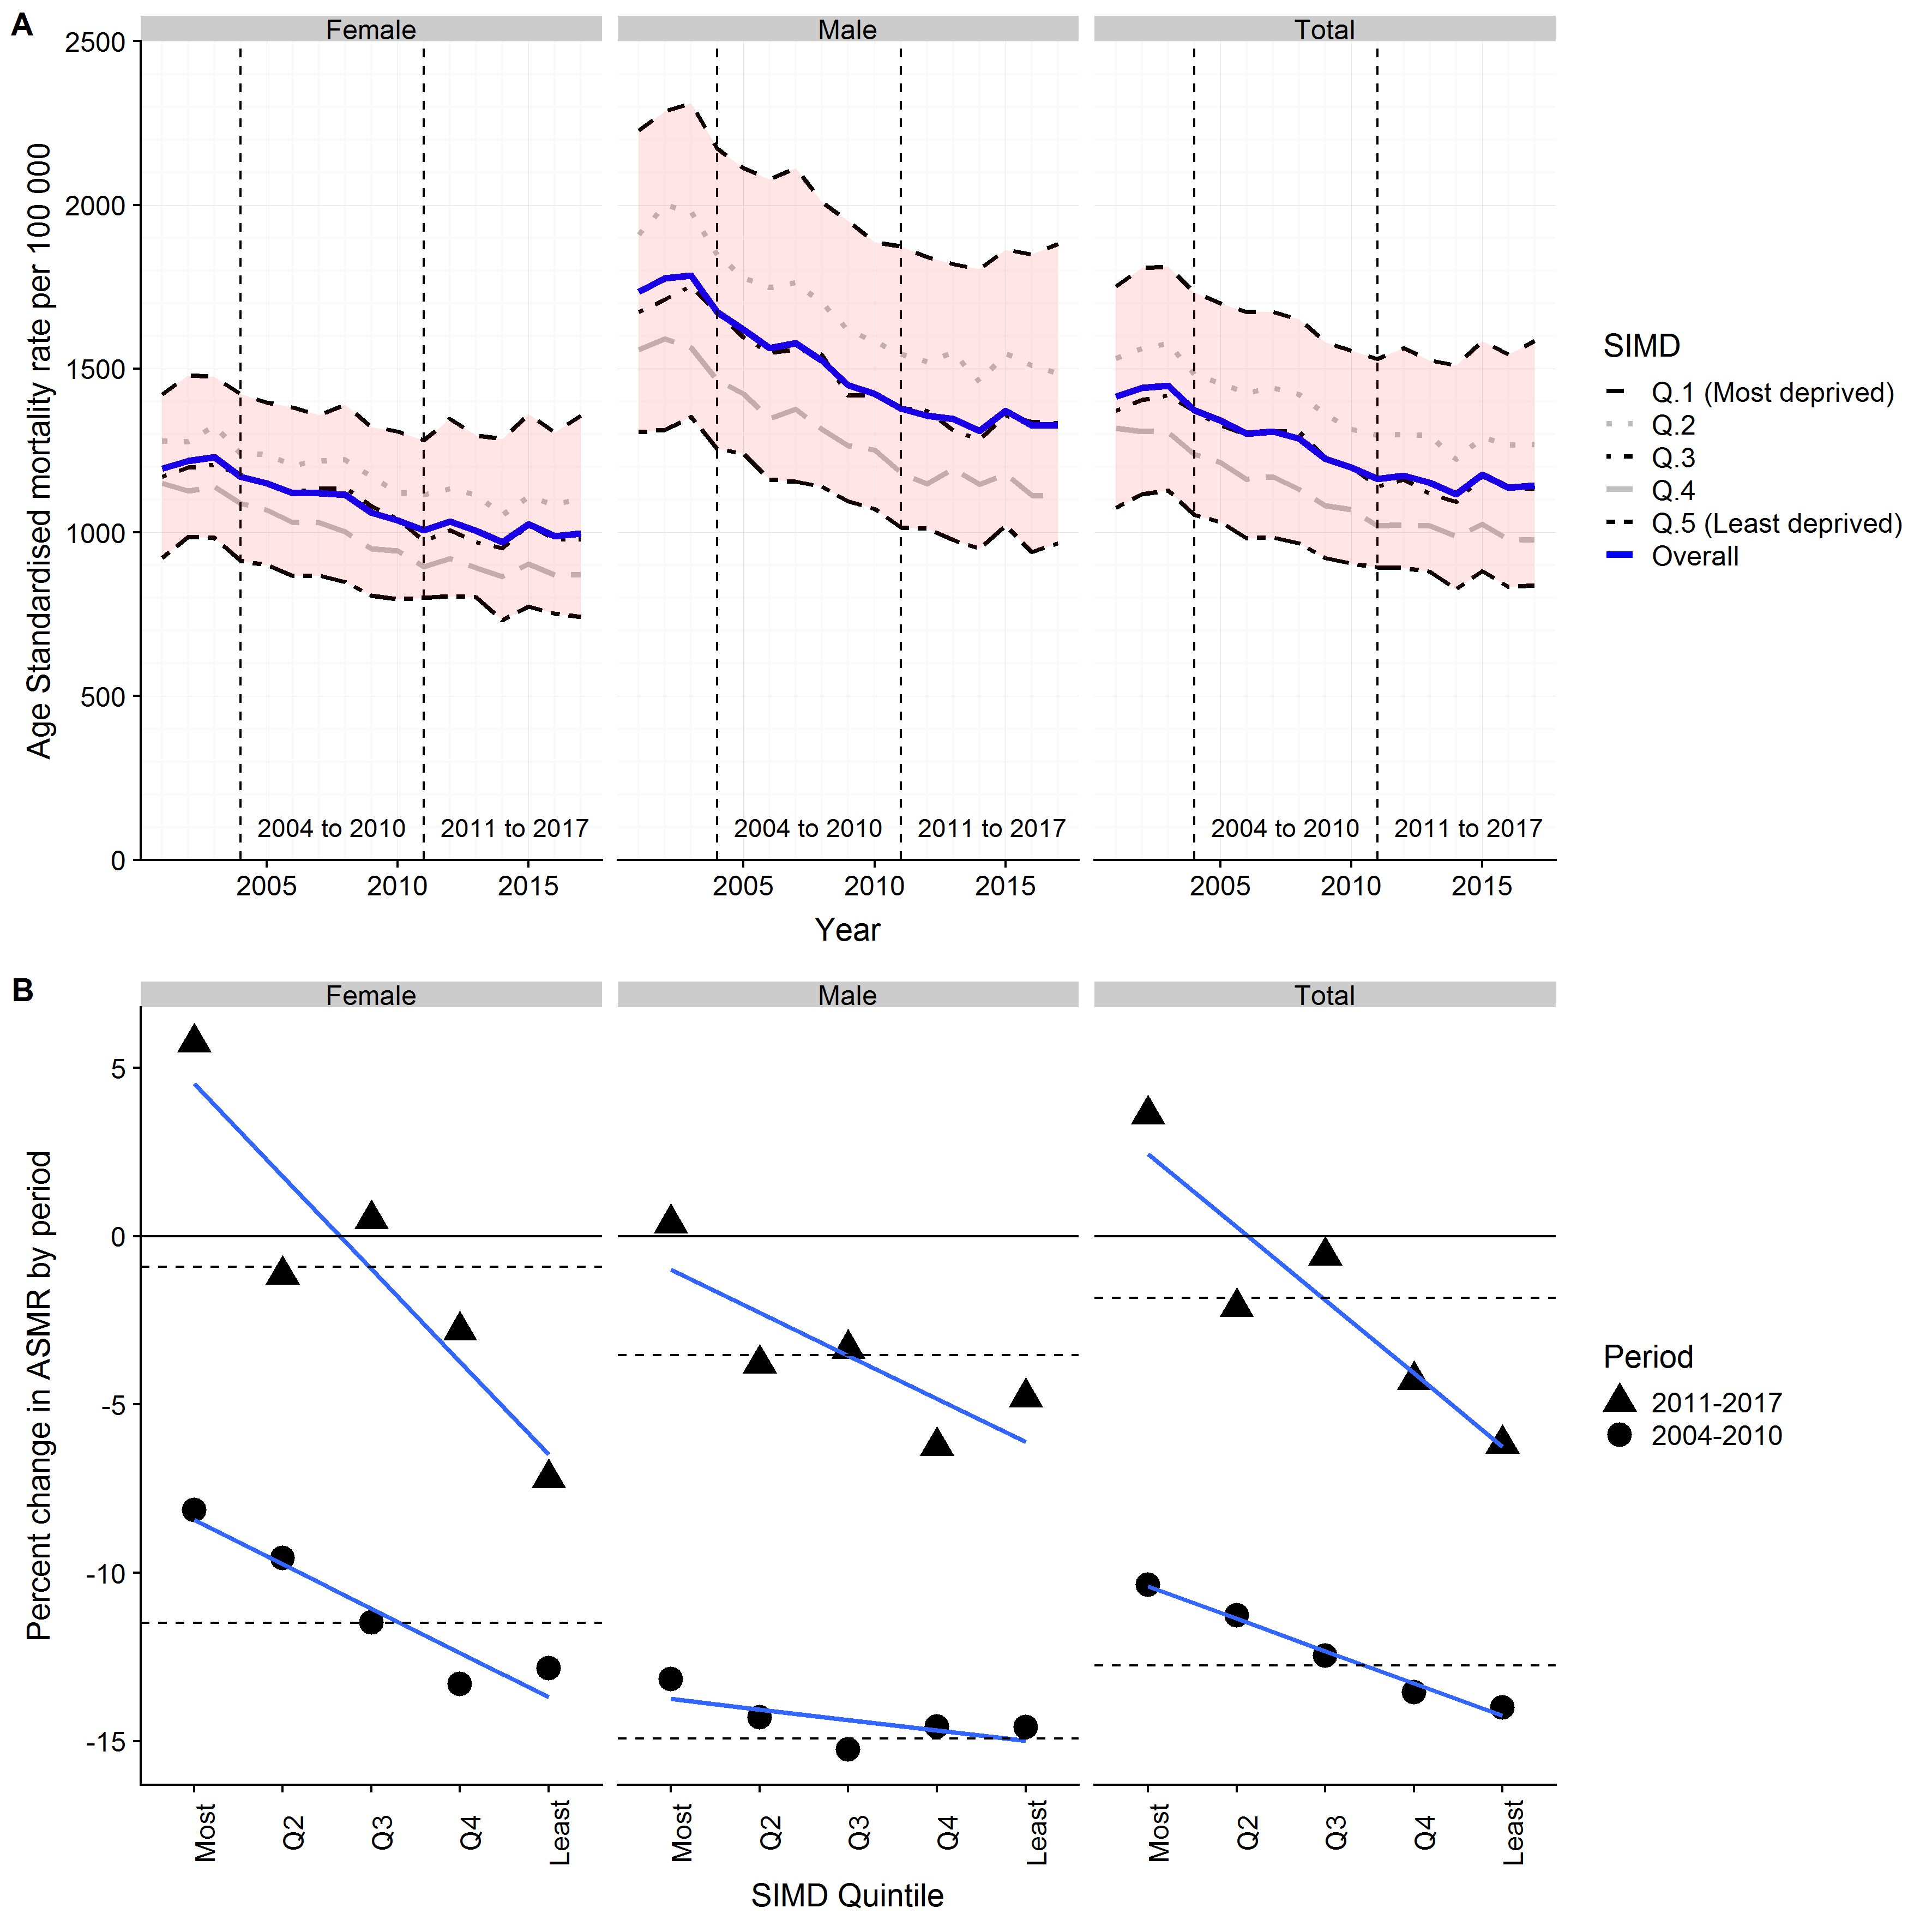 A
Female Male Total
Age Standardised mortality rate per 100 000
2500
2000
1500
1000
500
0
2004 to 2010 2011 to 2017 2004 to 2010 2011 to 2017 2004 to 2010 2011 to 2017
2005 2010 2015 2005 2010 2015 2005 2010 2015
Year
SIMD
Q.1 (Most deprived)
Q.2
Q.3
Q.4
Q.5 (Least deprived)
Overall
B
Female Male Total
Percent change in ASMR by period
5
0
-5
-10
-15
Most Q2 Q3 Q4 Least Most Q2 Q3 Q4 Least Most Q2 Q3 Q4 Least
SIMD Quintile
Period
2011-2017
2004-2010